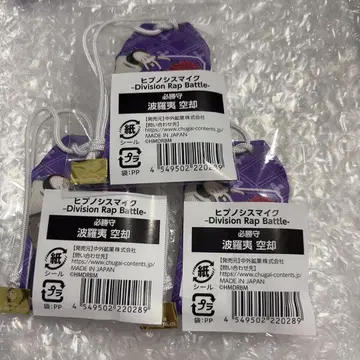 ヒプノシスマイク
-Division Rap Battle-
必勝守
波羅夷 空却
【発売元】中外鉱業株式会社
【問い合わせ先】
https://www.chugai-contents.jp/
MADE IN JAPAN
©HMDRBM
紙
シール
プラ
袋:PP
4 549502 220289
ヒプノシスマイク
-Division Rap Battle-
必勝守
波羅夷 空却
【発売元】中外鉱業株式会社
【問い合わせ先】
https://www.chugai-contents.jp/
MADE IN JAPAN
©HMDRBM
紙
シール
プラ
袋:PP
4 549502 220289
ヒプノシスマイク
-Division Rap Battle-
必勝守
波羅夷 空却
【発売元】中外鉱業株式会社
【問い合わせ先】
https://www.chugai-contents.jp/
MADE IN JAPAN
©HMDRBM
紙
シール
プラ
袋:PP
4 549502 220289